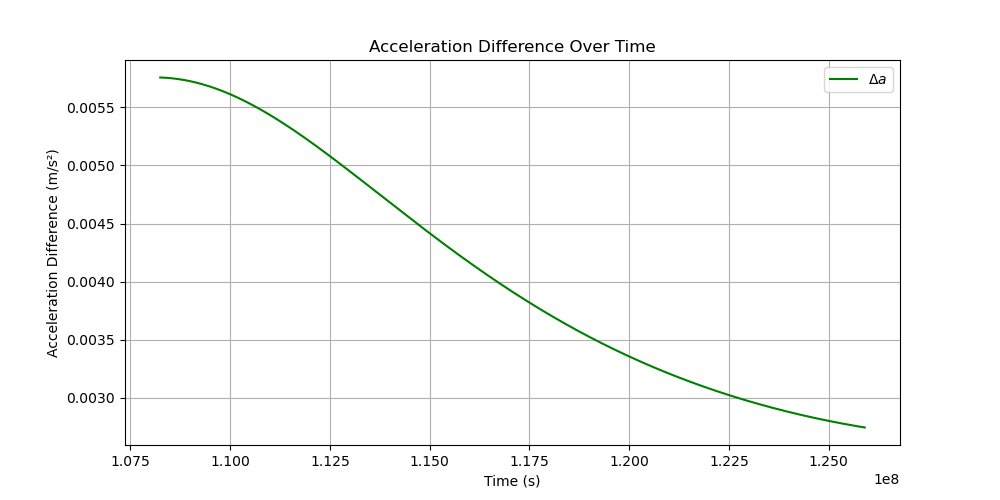 Acceleration Difference Over Time
Δa
Acceleration Difference (m/s²)
0.0055
0.0050
0.0045
0.0040
0.0035
0.0030
1.075 1.100 1.125 1.150 1.175 1.200 1.225 1.250
1e8
Time (s)